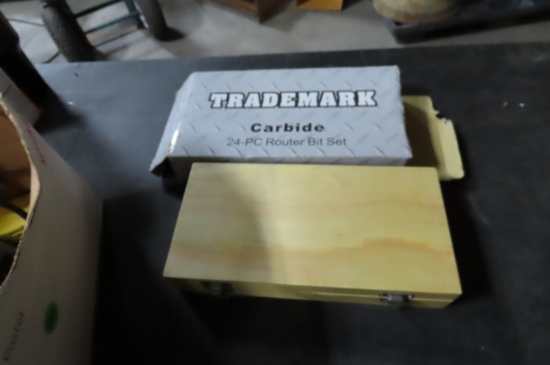 TRADEMARK
Carbide
24-PC Router Bit Set